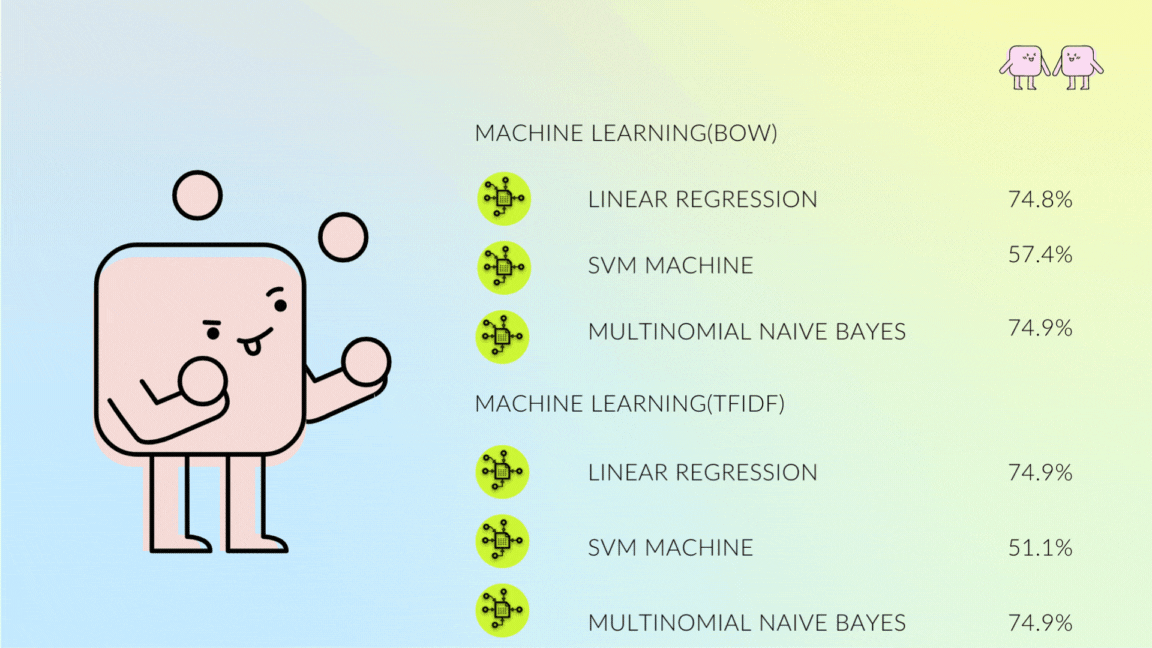 MACHINE LEARNING(BOW)
LINEAR REGRESSION 74.8%
SVM MACHINE 57.4%
MULTINOMIAL NAIVE BAYES 74.9%
MACHINE LEARNING(TFIDF)
LINEAR REGRESSION 74.9%
SVM MACHINE 51.1%
MULTINOMIAL NAIVE BAYES 74.9%